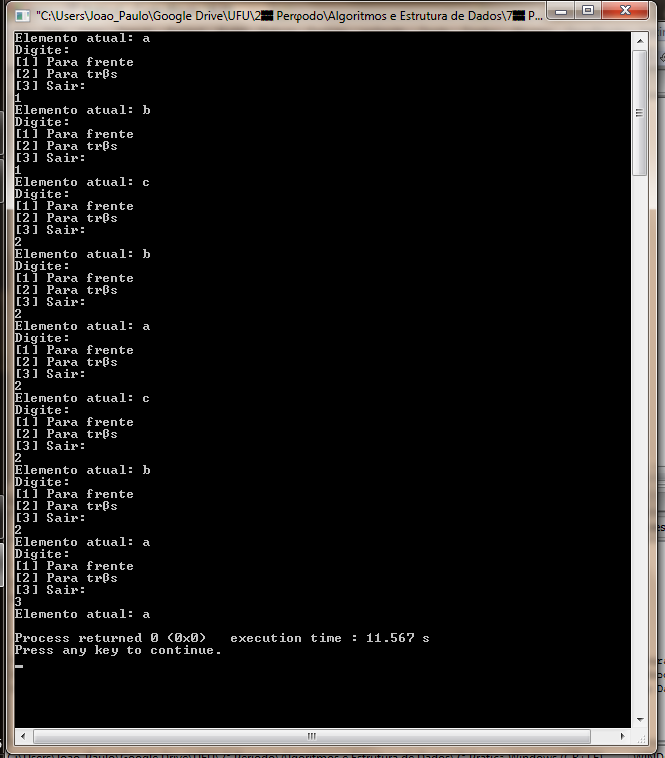 "C:\Users\Joao_Paulo\Google Drive\UFU\2 Perφodo\Algoritmos e Estrutura de Dados\7 P...
Elemento atual: a
Digite:
[1] Para frente
[2] Para trβs
[3] Sair:
1
Elemento atual: b
Digite:
[1] Para frente
[2] Para trβs
[3] Sair:
1
Elemento atual: c
Digite:
[1] Para frente
[2] Para trβs
[3] Sair:
2
Elemento atual: b
Digite:
[1] Para frente
[2] Para trβs
[3] Sair:
2
Elemento atual: a
Digite:
[1] Para frente
[2] Para trβs
[3] Sair:
2
Elemento atual: c
Digite:
[1] Para frente
[2] Para trβs
[3] Sair:
2
Elemento atual: b
Digite:
[1] Para frente
[2] Para trβs
[3] Sair:
2
Elemento atual: a
Digite:
[1] Para frente
[2] Para trβs
[3] Sair:
3
Elemento atual: a
Process returned 0 (0x0)   execution time : 11.567 s
Press any key to continue.